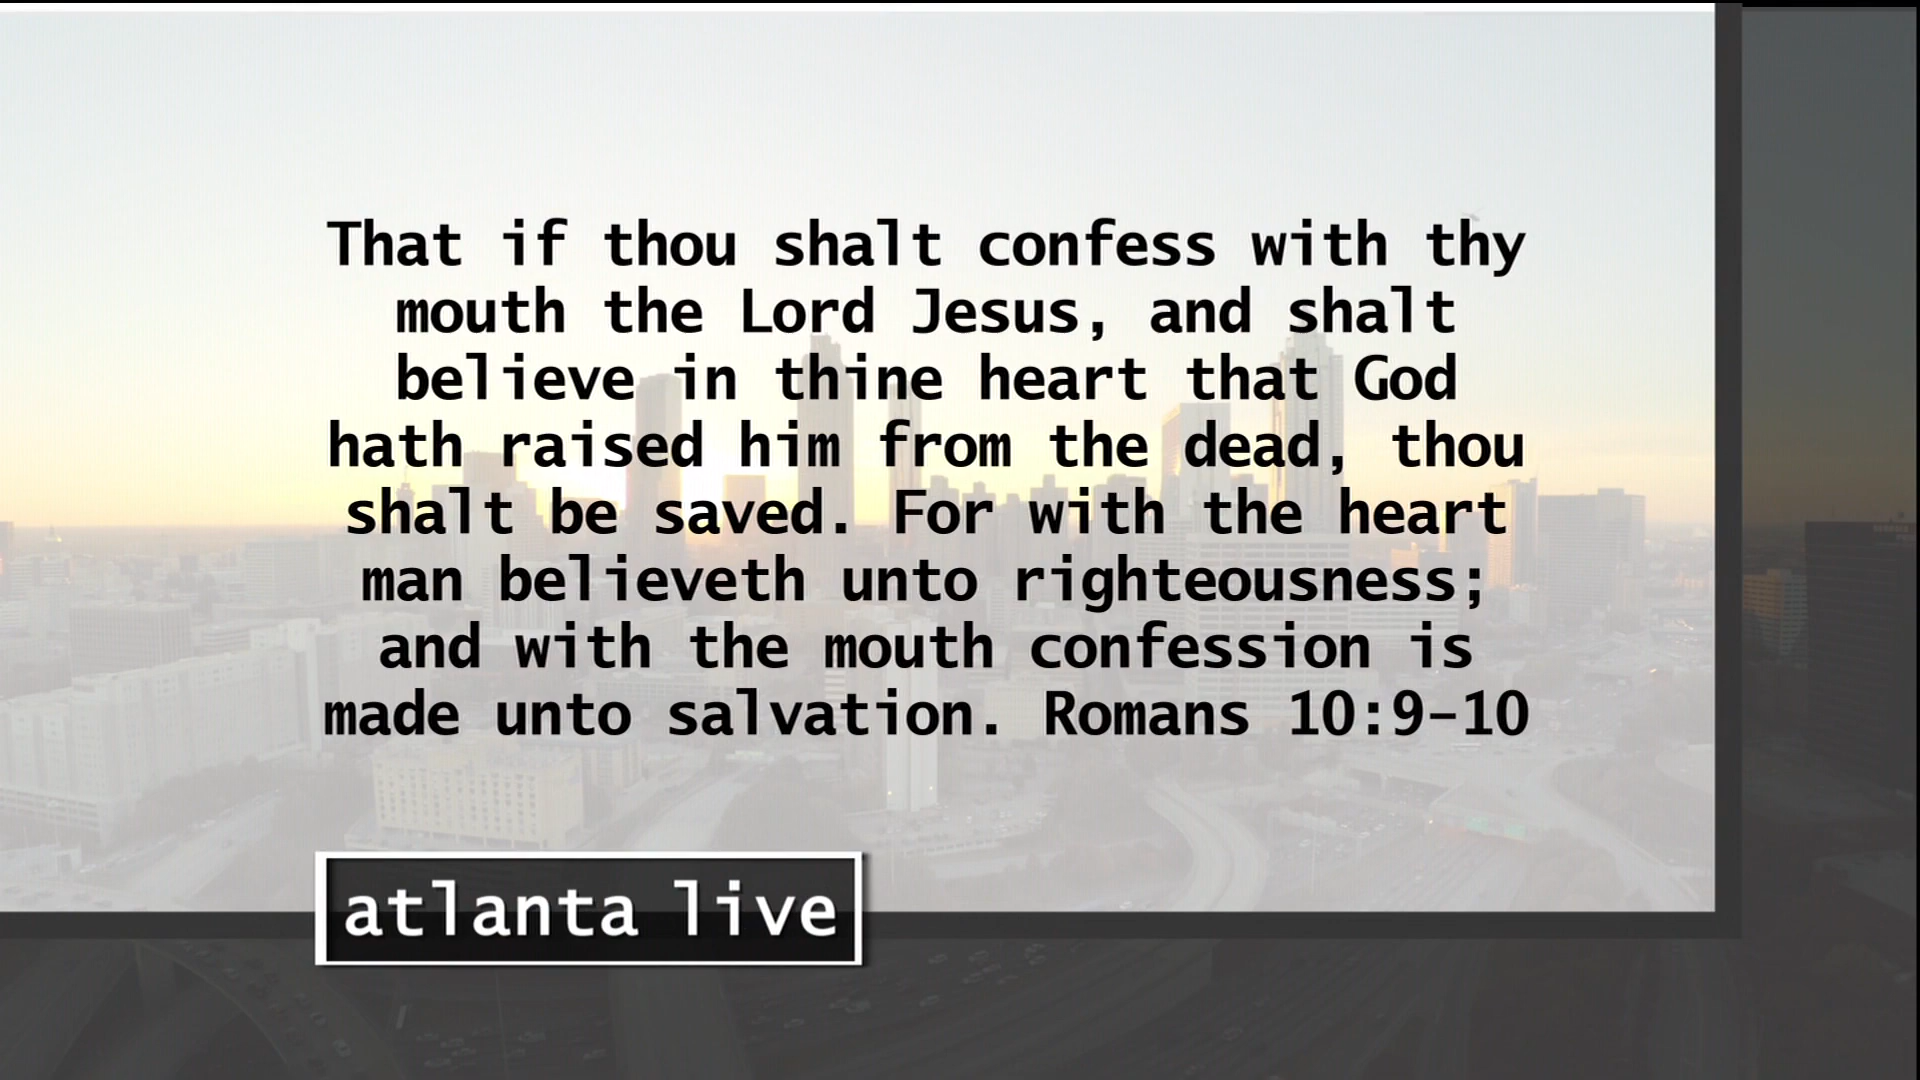 That if thou shalt confess with thy
mouth the Lord Jesus, and shalt
believe in thine heart that God
hath raised him from the dead, thou
shalt be saved. For with the heart
man believeth unto righteousness;
and with the mouth confession is
made unto salvation. Romans 10:9-10
atlanta live